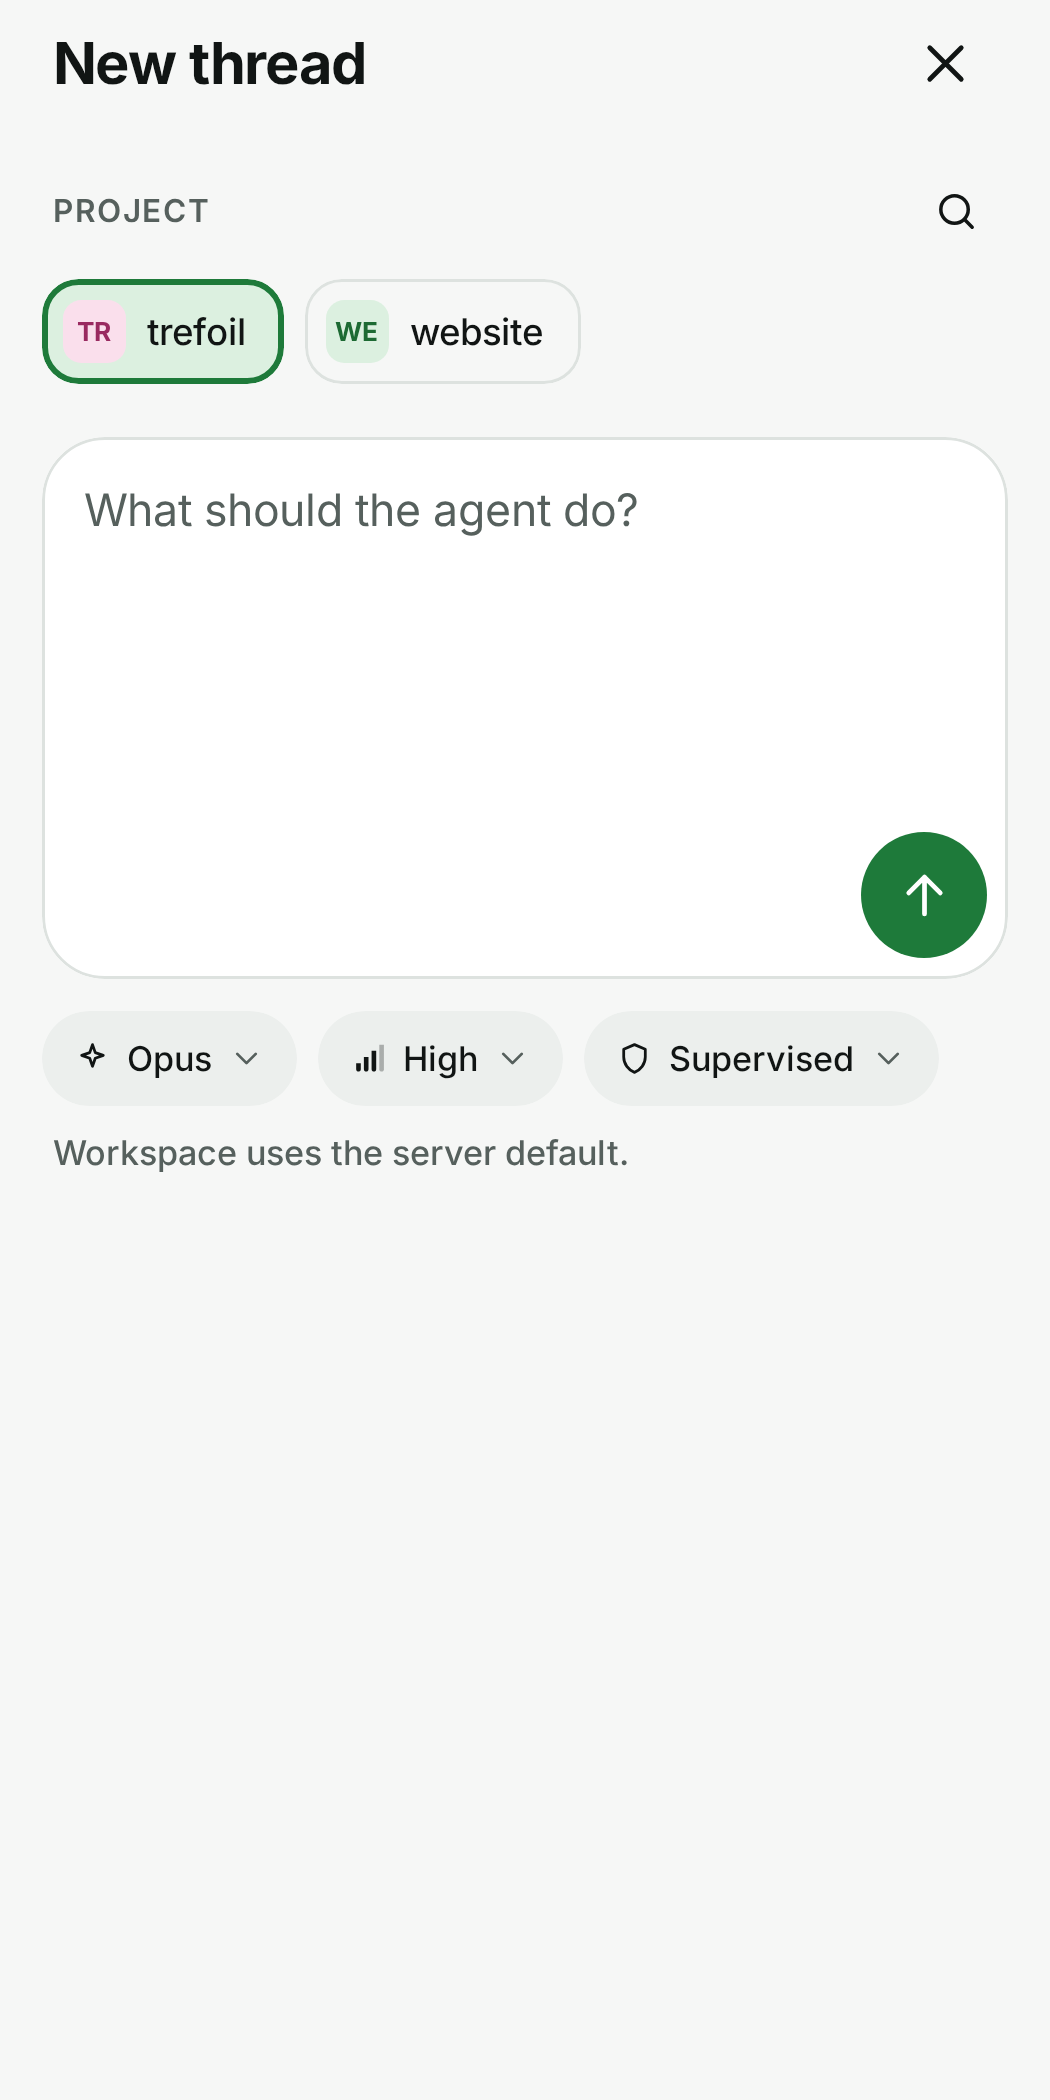 New thread
PROJECT
TR trefoil
WE website
What should the agent do?
Opus
High
Supervised
Workspace uses the server default.